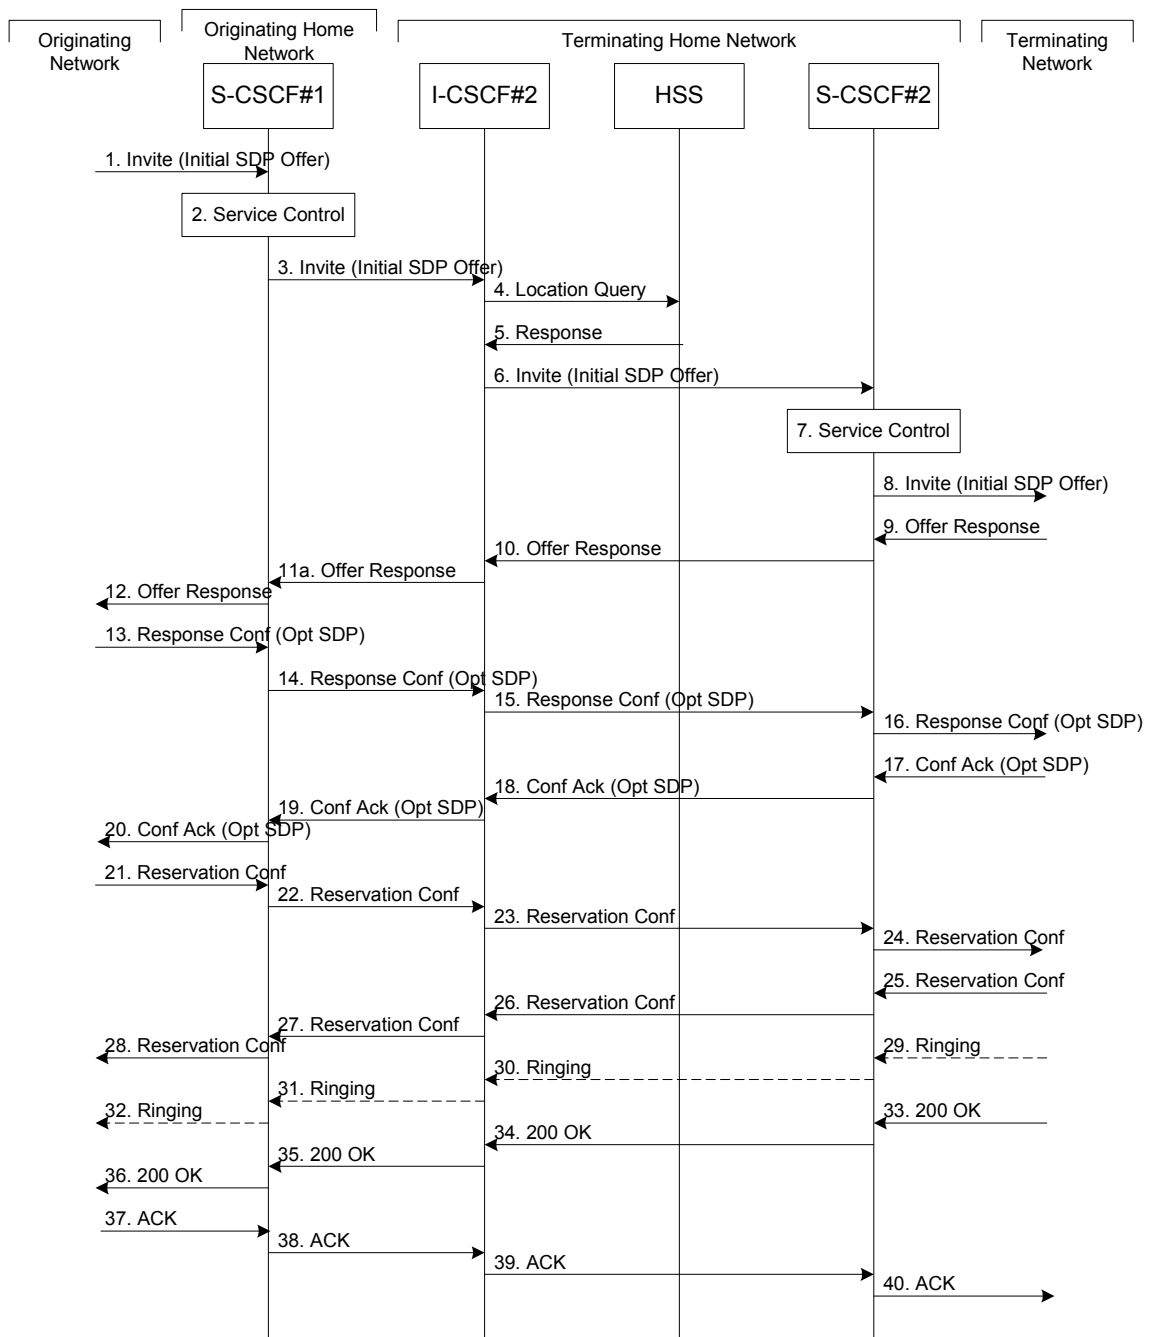 Originating
Network
Originating Home
Network
Terminating Home Network
Terminating
Network
S-CSCF#1
I-CSCF#2
HSS
S-CSCF#2
1. Invite (Initial SDP Offer)
2. Service Control
3. Invite (Initial SDP Offer)
4. Location Query
5. Response
6. Invite (Initial SDP Offer)
7. Service Control
8. Invite (Initial SDP Offer)
9. Offer Response
10. Offer Response
11a. Offer Response
12. Offer Response
13. Response Conf (Opt SDP)
14. Response Conf (Opt SDP)
15. Response Conf (Opt SDP)
16. Response Conf (Opt SDP)
17. Conf Ack (Opt SDP)
18. Conf Ack (Opt SDP)
19. Conf Ack (Opt SDP)
20. Conf Ack (Opt SDP)
21. Reservation Conf
22. Reservation Conf
23. Reservation Conf
24. Reservation Conf
25. Reservation Conf
26. Reservation Conf
27. Reservation Conf
28. Reservation Conf
29. Ringing
30. Ringing
31. Ringing
32. Ringing
33. 200 OK
34. 200 OK
35. 200 OK
36. 200 OK
37. ACK
38. ACK
39. ACK
40. ACK